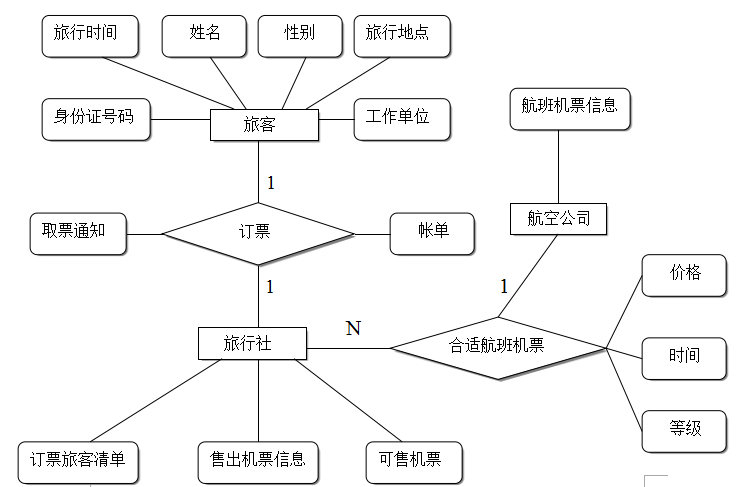 旅行时间
姓名
性别
旅行地点
身份证号码
旅客
工作单位
航班机票信息
1
取票通知
订票
帐单
航空公司
1
1
价格
旅行社
N
合适航班机票
时间
等级
订票旅客清单
售出机票信息
可售机票